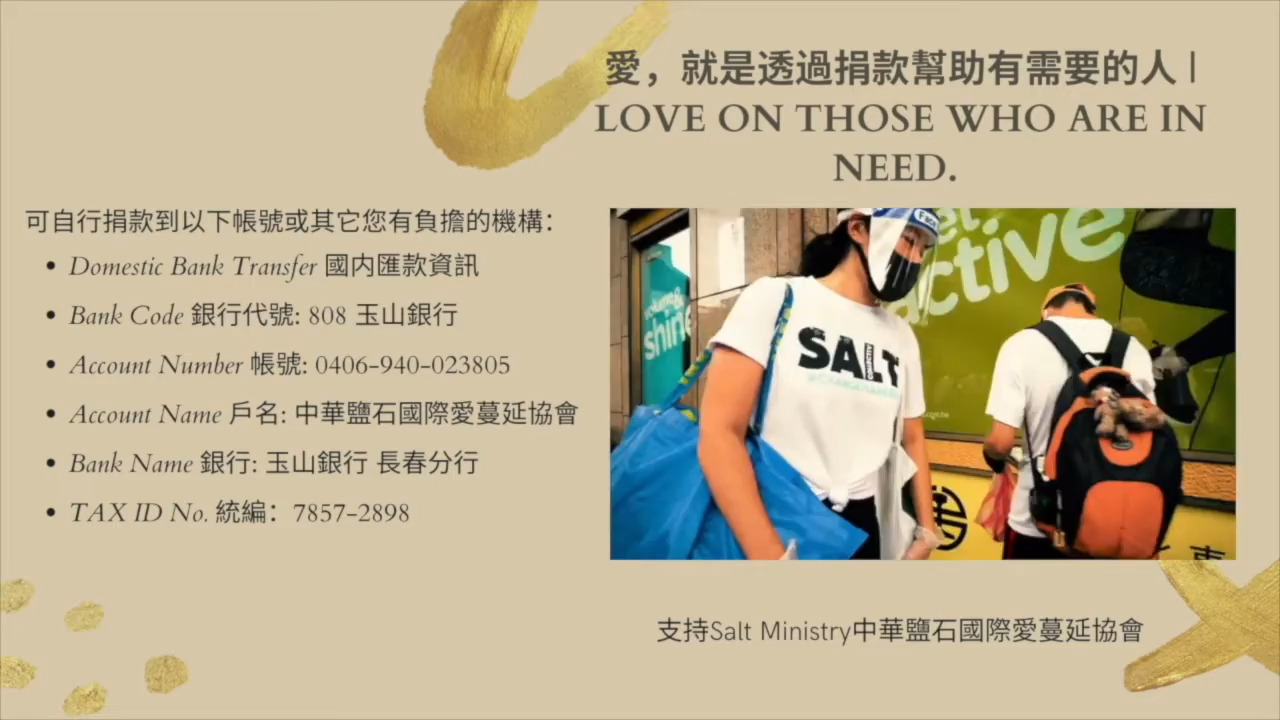 愛，就是透過捐款幫助有需要的人 |
LOVE ON THOSE WHO ARE IN
NEED.
可自行捐款到以下帳號或其它您有負擔的機構：
• Domestic Bank Transfer 國內匯款資訊
• Bank Code 銀行代號: 808 玉山銀行
• Account Number 帳號: 0406-940-023805
• Account Name 戶名: 中華鹽石國際愛蔓延協會
• Bank Name 銀行: 玉山銀行 長春分行
• TAX ID No. 統編：7857-2898
Face
active
volunteer &
shine
SALT
支持Salt Ministry中華鹽石國際愛蔓延協會